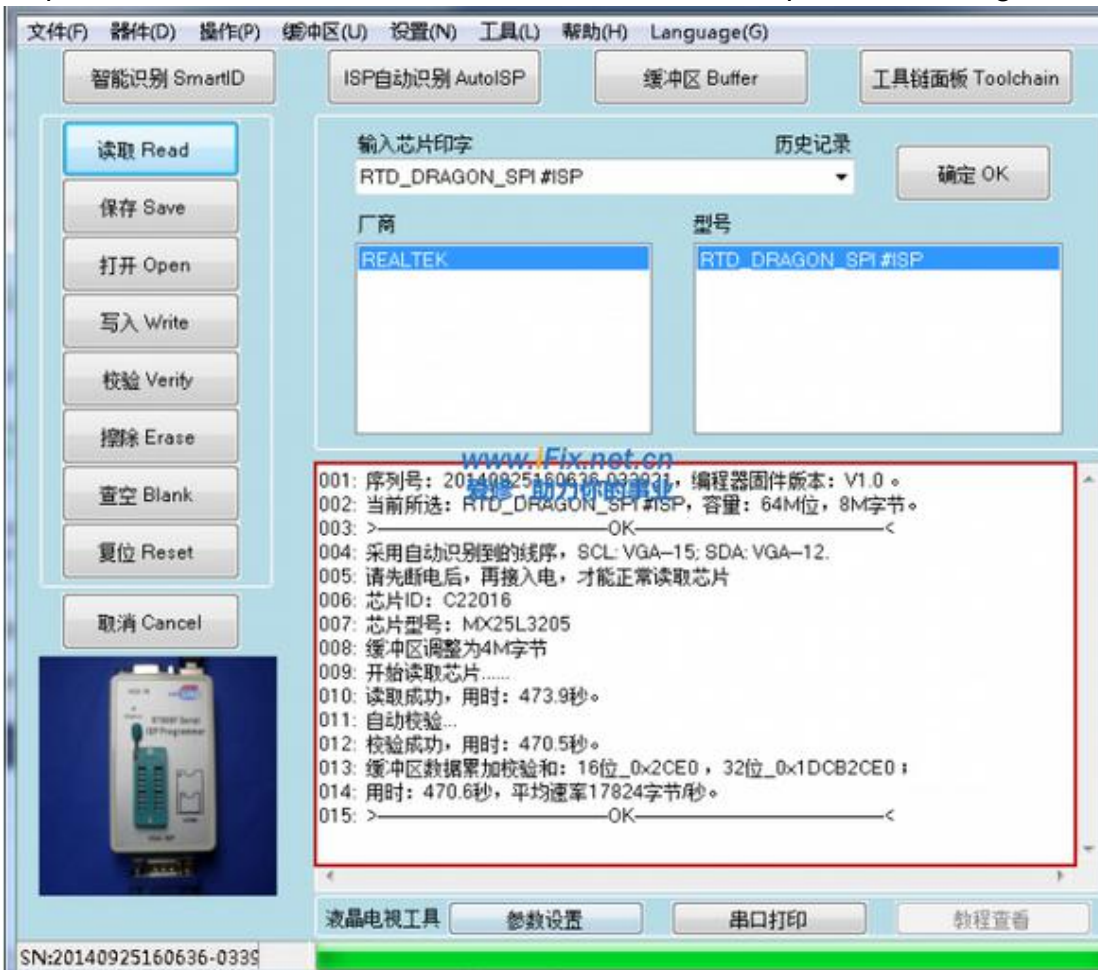 文件(F) 器件(D) 操作(P) 缓冲区(U) 设置(N) 工具(L) 帮助(H) Language(G)
智能识别 SmartID ISP自动识别 AutoISP 缓冲区 Buffer 工具链面板 Toolchain
读取 Read
保存 Save
打开 Open
写入 Write
校验 Verify
擦除 Erase
查空 Blank
复位 Reset
取消 Cancel
输入芯片印字 历史记录
RTD_DRAGON_SPI #ISP
确定 OK
厂商 型号
REALTEK RTD_DRAGON_SPI #ISP
www.iFix.net.cn
爱修 助力你的事业
001: 序列号: 20140925160636-033921, 编程器固件版本: V1.0 。
002: 当前所选: RTD_DRAGON_SPI #ISP, 容量: 64M位, 8M字节。
003: >——————OK——————<
004: 采用自动识别到的线序, SCL: VGA—15; SDA: VGA—12.
005: 请先断电后, 再接入电, 才能正常读取芯片
006: 芯片ID: C22016
007: 芯片型号: MX25L3205
008: 缓冲区调整为4M字节
009: 开始读取芯片......
010: 读取成功, 用时: 473.9秒。
011: 自动校验...
012: 校验成功, 用时: 470.5秒。
013: 缓冲区数据累加校验和: 16位_0x2CE0 , 32位_0x1DCB2CE0 ;
014: 用时: 470.6秒, 平均速率17824字节/秒。
015: >——————OK——————<
液晶电视工具 参数设置 串口打印 教程查看
SN:20140925160636-0339